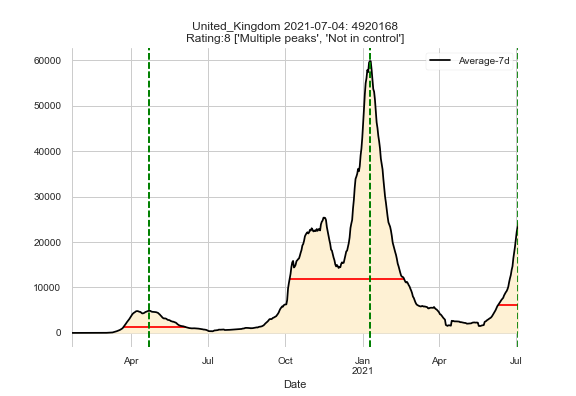 United_Kingdom 2021-07-04: 4920168
Rating:8 ['Multiple peaks', 'Not in control']
Average-7d
60000
50000
40000
30000
20000
10000
0
Apr Jul Oct Jan Apr Jul
2021
Date